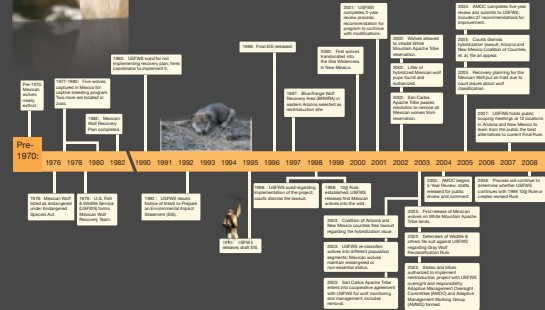 2001: USFWS
completes 3-year
review process;
recommendation for
program to continue
with modifications.
2005: AMOC completes five-year
review and submits to USFWS;
includes 37 recommendations for
improvement.
1990: USFWS sued for not
implementing recovery plan; hires
coordinator to implement it.
1996: Final EIS released.
2000: First wolves
translocated into
the Gila Wilderness
in New Mexico.
2002: Wolves allowed
to inhabit White
Mountain Apache Tribe
reservation.
2005: Courts dismiss
hybridization lawsuit; Arizona and
New Mexico Coalition of Counties,
et. al. file an appeal.
Pre-1970:
Mexican
wolves
nearly
extinct.
1977-1980: Five wolves
captured in Mexico for
captive breeding program.
Two more are located in
zoos.
2002: Litter of
hybridized Mexican wolf
pups found and
euthanized.
2005: Recovery planning for the
Mexican Wolf put on hold due to
court issues about wolf
classification.
1997: Blue Range Wolf
Recovery Area (BRWRA) in
eastern Arizona selected as
reintroduction site.
2002: San Carlos
Apache Tribe passes
resolution to remove all
Mexican wolves from
reservation.
1982: Mexican
Wolf Recovery
Plan completed.
2007: USFWS holds public
scoping meetings at 12 locations
in Arizona and New Mexico to
learn from the public the best
alternatives to current Final Rule.
Pre-
1970:
1976 1978 1980 1982 1990 1991 1992 1993 1994 1995 1996 1997 1998 1999 2000 2001 2002 2003 2004 2005 2006 2007 2008
1976: Mexican Wolf
listed as endangered
under Endangered
Species Act.
1979: U.S. Fish
& Wildlife Service
(USFWS) forms
Mexican Wolf
Recovery Team.
1992: USFWS issues
Notice of Intent to Prepare
an Environmental Impact
Statement (EIS).
1995: USFWS
releases draft EIS.
1998: USFWS sued regarding
implementation of the project;
courts dismiss the lawsuit.
1998: 10(j) Rule
established; USFWS
releases first Mexican
wolves into the wild.
2005: AMOC begins
5-Year Review; drafts
released for public
review and comment.
2008: Process will continue to
determine whether USFWS
continues with 1998 10(j) Rule or
creates revised Rule.
2003: Coalition of Arizona and
New Mexico counties files lawsuit
regarding the hybridization issue.
2003: First release of Mexican
wolves on White Mountain Apache
Tribe lands.
2003: USFWS re-classifies
wolves into different population
segments; Mexican wolves
maintain endangered or
non-essential status.
2003: Defenders of Wildlife &
others file suit against USFWS
regarding Gray Wolf
Reclassification Rule.
2003: San Carlos Apache Tribe
enters into cooperative agreement
with USFWS for wolf monitoring
and management; includes
removal.
2003: States and tribes
authorized to implement
reintroduction project with USFWS
oversight and responsibility.
Adaptive Management Oversight
Committee (AMOC) and Adaptive
Management Working Group
(AMWG) formed.